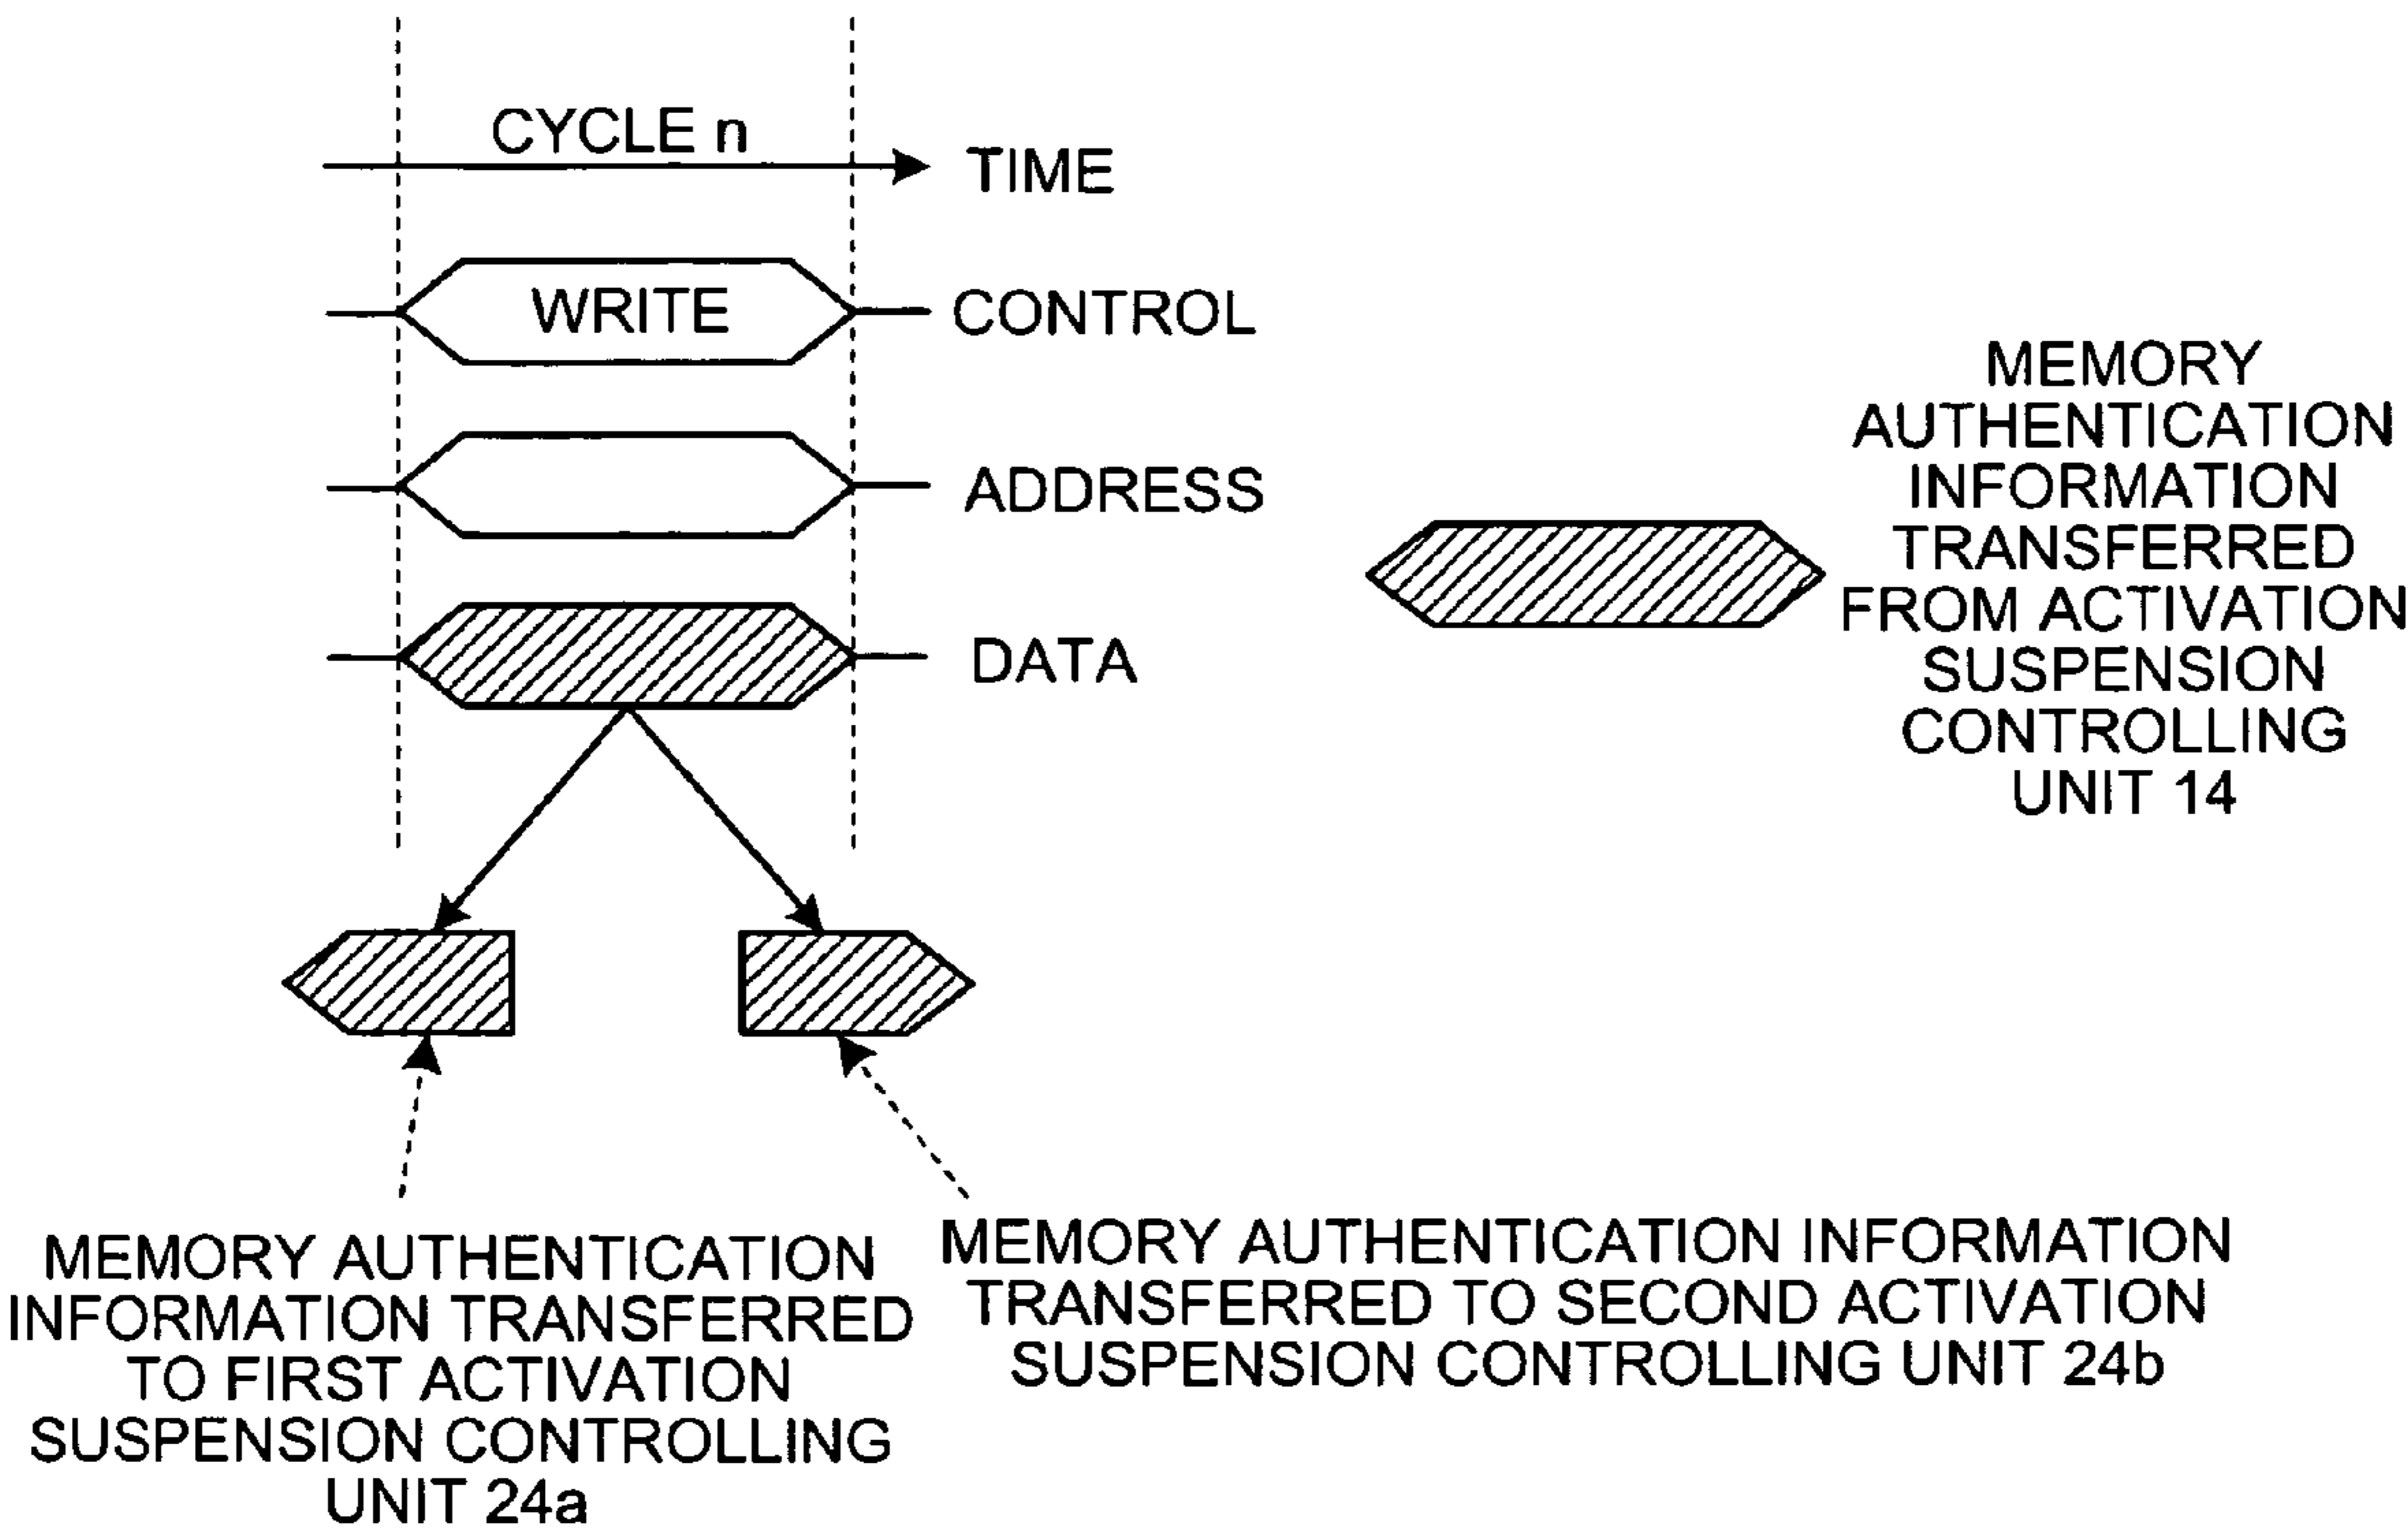 CYCLE n
TIME
WRITE
CONTROL
ADDRESS
DATA
MEMORY
AUTHENTICATION
INFORMATION
TRANSFERRED
FROM ACTIVATION
SUSPENSION
CONTROLLING
UNIT 14
MEMORY AUTHENTICATION
INFORMATION TRANSFERRED
TO FIRST ACTIVATION
SUSPENSION CONTROLLING
UNIT 24a
MEMORY AUTHENTICATION INFORMATION
TRANSFERRED TO SECOND ACTIVATION
SUSPENSION CONTROLLING UNIT 24b